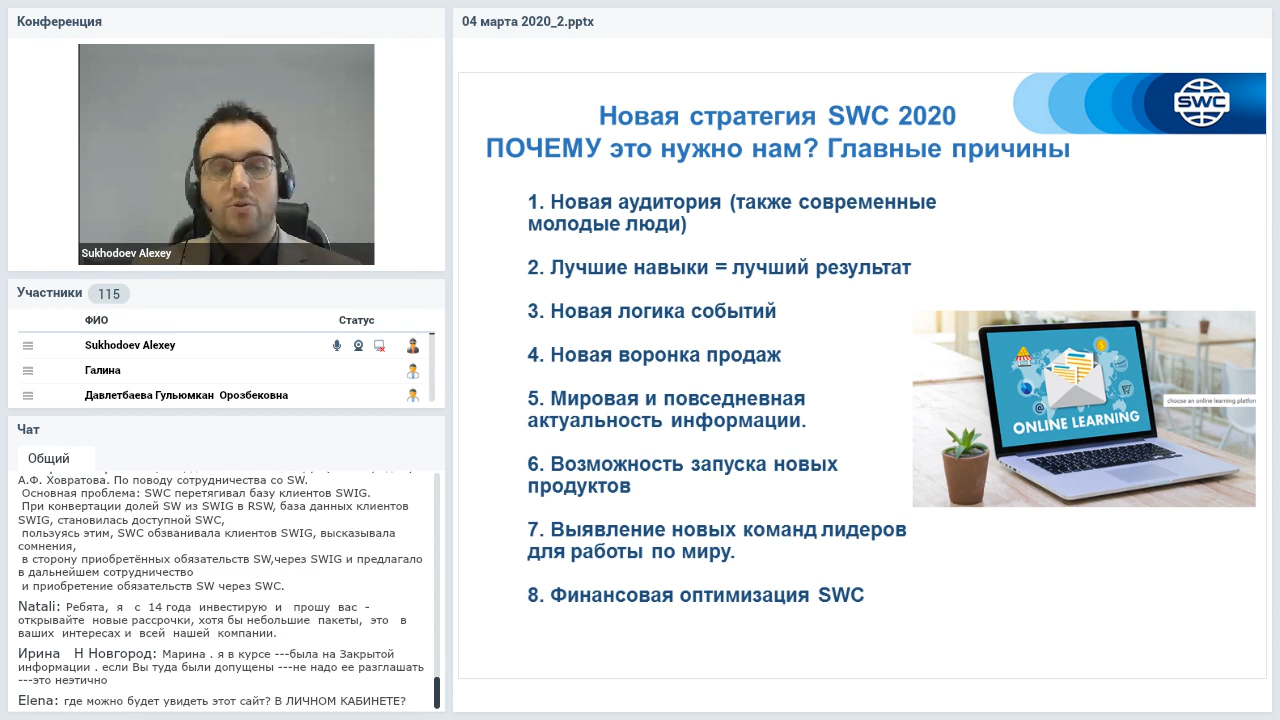 Конференция
Sukhodoev Alexey
Участники 115
ФИО Статус
Sukhodoev Alexey
Галина
Давлетбаева Гульюмкан Орозбековна
Чат
Общий
А.Ф. Ховратова. По поводу сотрудничества со SW.
Основная проблема: SWC перетягивал базу клиентов SWIG.
При конвертации долей SW из SWIG в RSW, база данных клиентов
SWIG, становилась доступной SWC,
пользуясь этим, SWC обзванивала клиентов SWIG, высказывала
сомнения,
в сторону приобретённых обязательств SW,через SWIG и предлагало
в дальнейшем сотрудничество
и приобретение обязательств SW через SWC.
Natali: Ребята, я с 14 года инвестирую и прошу вас -
открывайте новые рассрочки, хотя бы небольшие пакеты, это в
ваших интересах и всей нашей компании.
Ирина Н Новгород: Марина . я в курсе ---была на Закрытой
информации . если Вы туда были допущены ---не надо ее разглашать
---это неэтично
Elena: где можно будет увидеть этот сайт? В ЛИЧНОМ КАБИНЕТЕ?
04 марта 2020_2.pptx
SWC
Новая стратегия SWC 2020
ПОЧЕМУ это нужно нам? Главные причины
1. Новая аудитория (также современные
молодые люди)
2. Лучшие навыки = лучший результат
3. Новая логика событий
4. Новая воронка продаж
5. Мировая и повседневная
актуальность информации.
6. Возможность запуска новых
продуктов
7. Выявление новых команд лидеров
для работы по миру.
8. Финансовая оптимизация SWC
ONLINE LEARNING
choose an online learning platfor